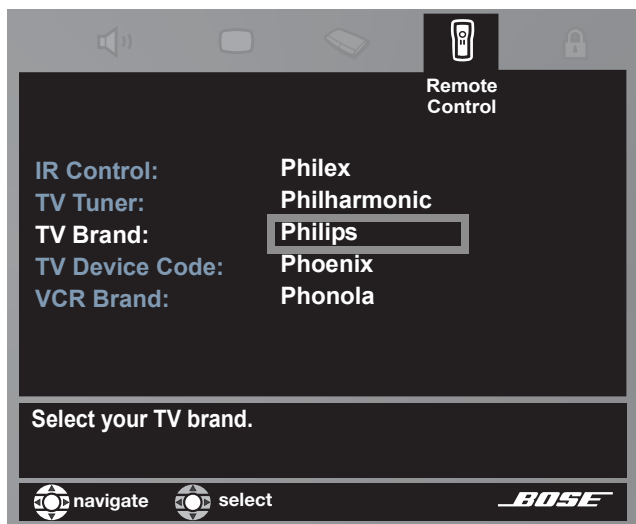 Remote
Control
IR Control: Philex
TV Tuner: Philharmonic
TV Brand: Philips
TV Device Code: Phoenix
VCR Brand: Phonola
Select your TV brand.
navigate select BOSE